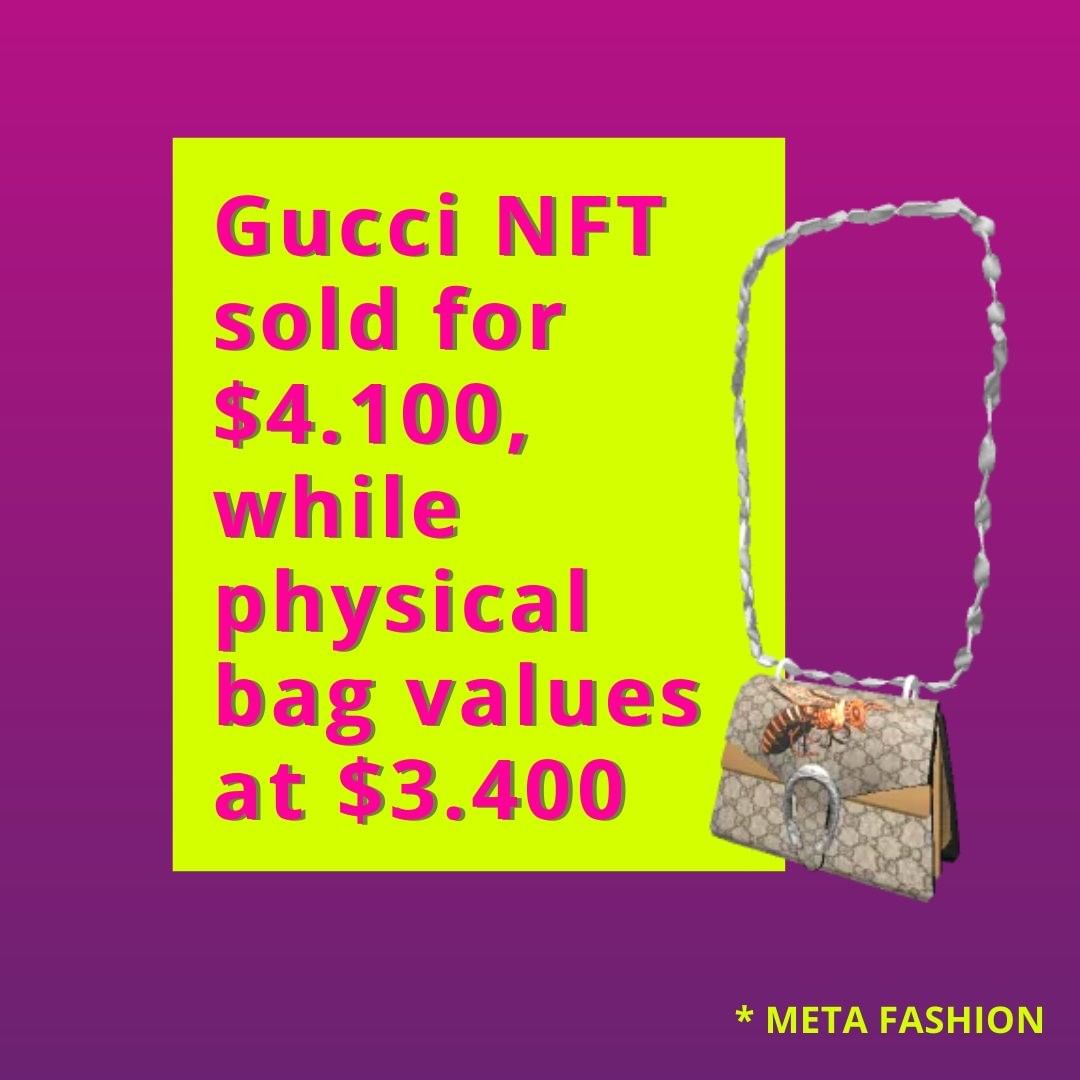 Gucci NFT
sold for
$4.100,
while
physical
bag values
at $3.400
* META FASHION